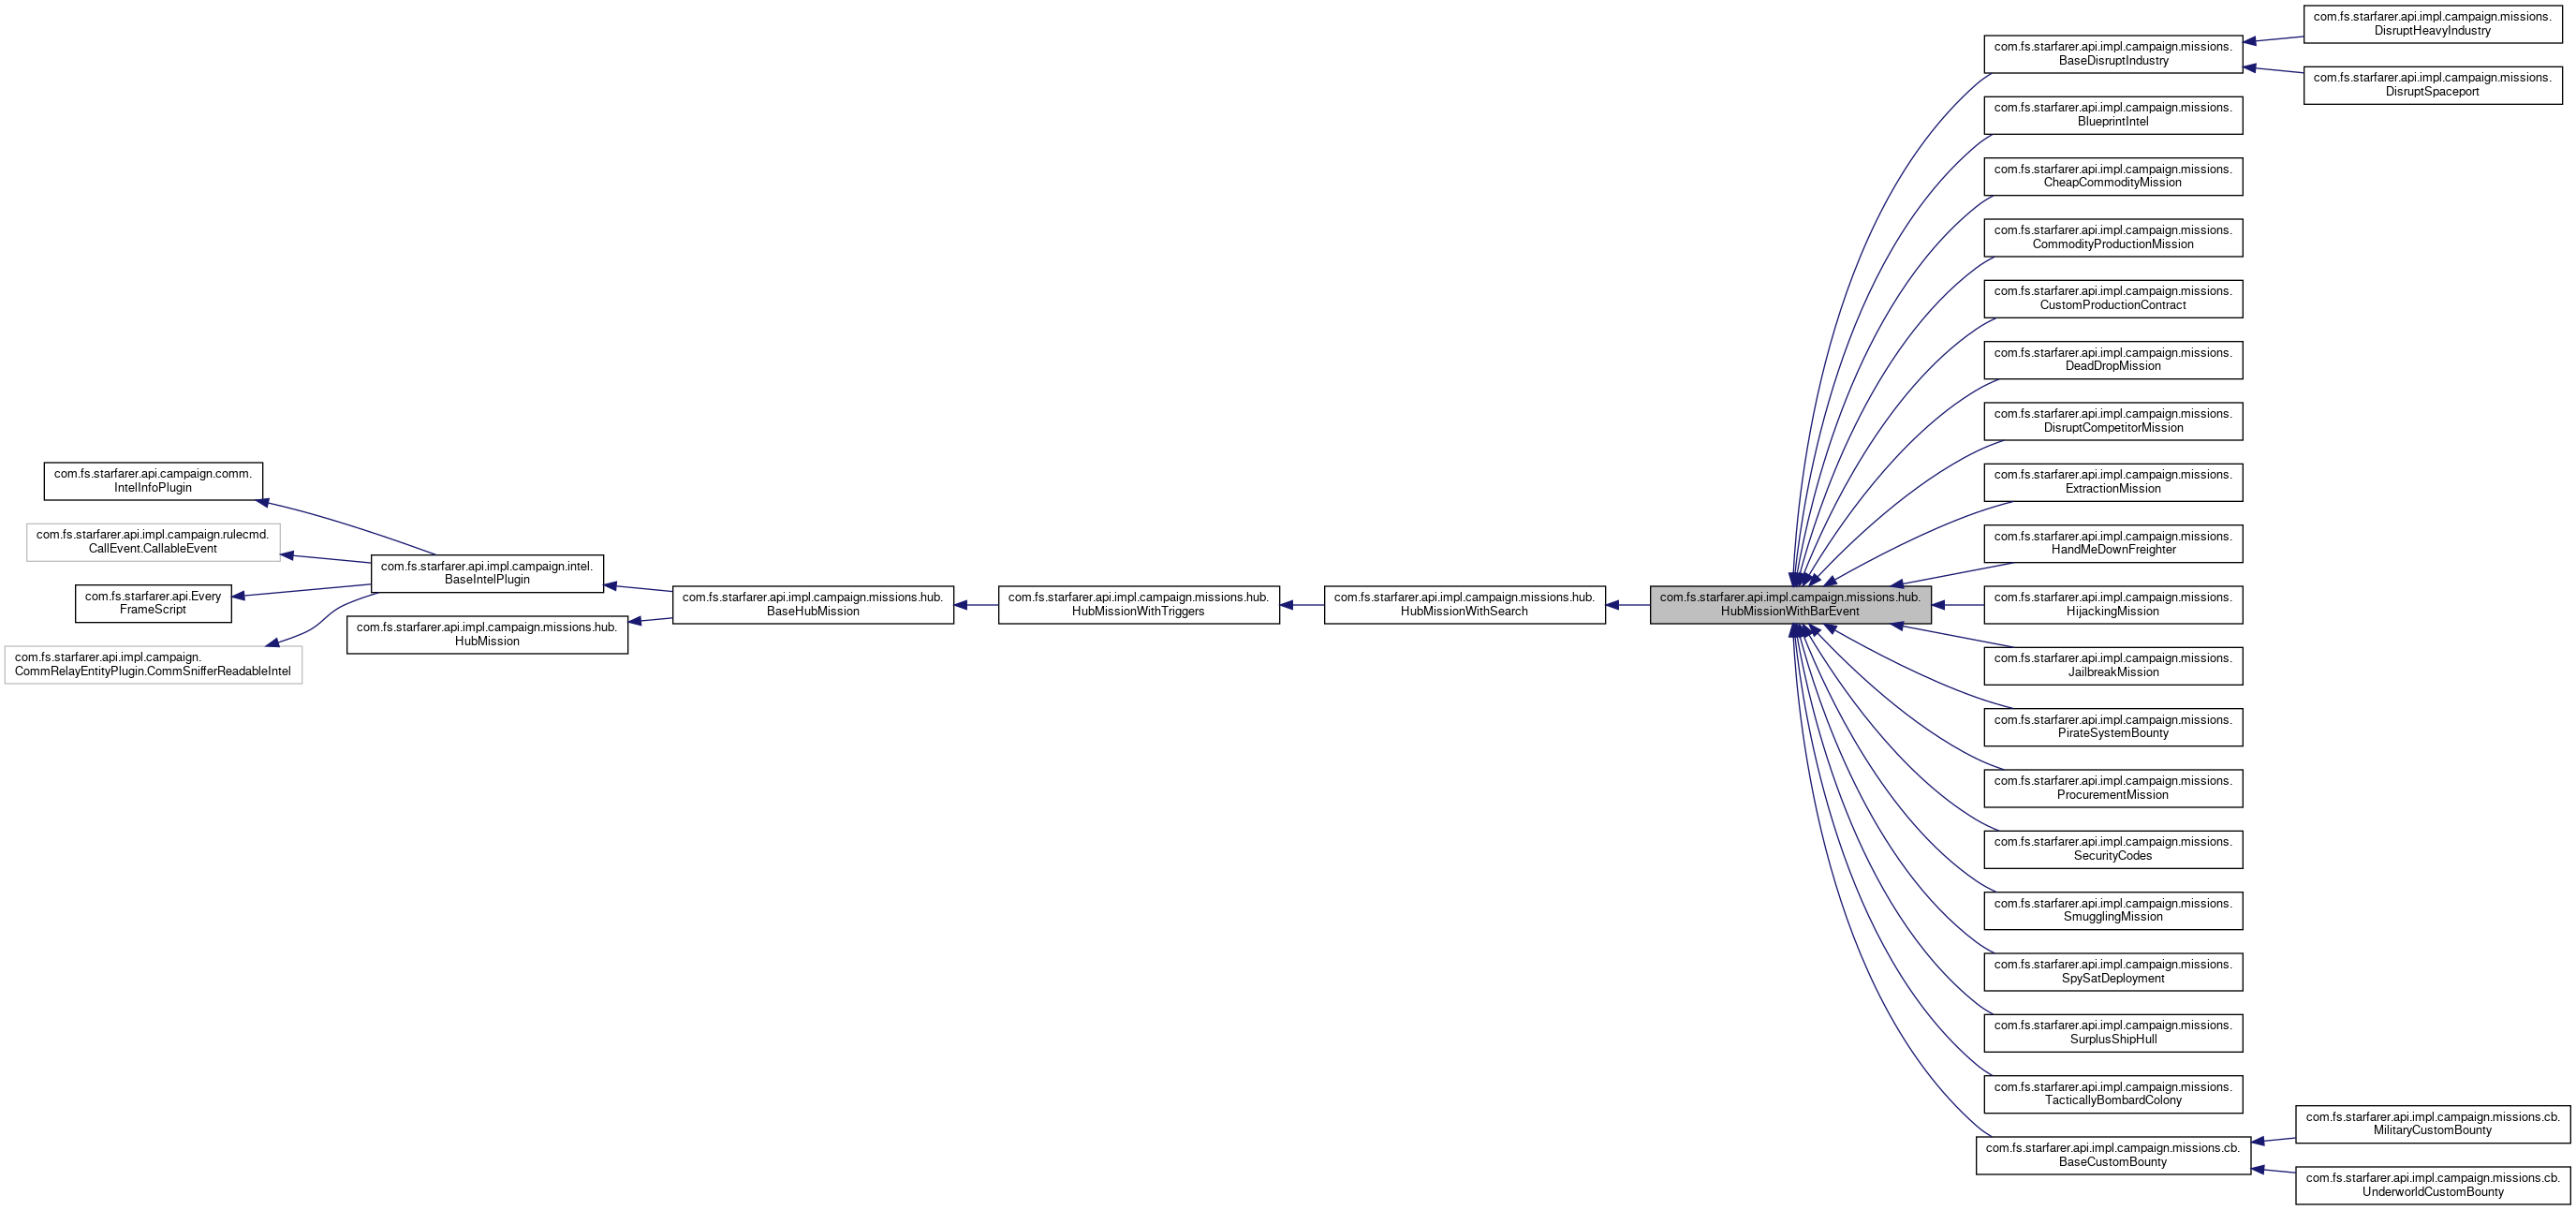 com.fs.starfarer.api.campaign.comm.
IntelInfoPlugin
com.fs.starfarer.api.impl.campaign.rulecmd.
CallEvent.CallableEvent
com.fs.starfarer.api.Every
FrameScript
com.fs.starfarer.api.impl.campaign.
CommRelayEntityPlugin.CommSnifferReadableIntel
com.fs.starfarer.api.impl.campaign.intel.
BaseIntelPlugin
com.fs.starfarer.api.impl.campaign.missions.hub.
HubMission
com.fs.starfarer.api.impl.campaign.missions.hub.
BaseHubMission
com.fs.starfarer.api.impl.campaign.missions.hub.
HubMissionWithTriggers
com.fs.starfarer.api.impl.campaign.missions.hub.
HubMissionWithSearch
com.fs.starfarer.api.impl.campaign.missions.hub.
HubMissionWithBarEvent
com.fs.starfarer.api.impl.campaign.missions.
BaseDisruptIndustry
com.fs.starfarer.api.impl.campaign.missions.
BlueprintIntel
com.fs.starfarer.api.impl.campaign.missions.
CheapCommodityMission
com.fs.starfarer.api.impl.campaign.missions.
CommodityProductionMission
com.fs.starfarer.api.impl.campaign.missions.
CustomProductionContract
com.fs.starfarer.api.impl.campaign.missions.
DeadDropMission
com.fs.starfarer.api.impl.campaign.missions.
DisruptCompetitorMission
com.fs.starfarer.api.impl.campaign.missions.
ExtractionMission
com.fs.starfarer.api.impl.campaign.missions.
HandMeDownFreighter
com.fs.starfarer.api.impl.campaign.missions.
HijackingMission
com.fs.starfarer.api.impl.campaign.missions.
JailbreakMission
com.fs.starfarer.api.impl.campaign.missions.
PirateSystemBounty
com.fs.starfarer.api.impl.campaign.missions.
ProcurementMission
com.fs.starfarer.api.impl.campaign.missions.
SecurityCodes
com.fs.starfarer.api.impl.campaign.missions.
SmugglingMission
com.fs.starfarer.api.impl.campaign.missions.
SpySatDeployment
com.fs.starfarer.api.impl.campaign.missions.
SurplusShipHull
com.fs.starfarer.api.impl.campaign.missions.
TacticallyBombardColony
com.fs.starfarer.api.impl.campaign.missions.cb.
BaseCustomBounty
com.fs.starfarer.api.impl.campaign.missions.
DisruptHeavyIndustry
com.fs.starfarer.api.impl.campaign.missions.
DisruptSpaceport
com.fs.starfarer.api.impl.campaign.missions.cb.
MilitaryCustomBounty
com.fs.starfarer.api.impl.campaign.missions.cb.
UnderworldCustomBounty